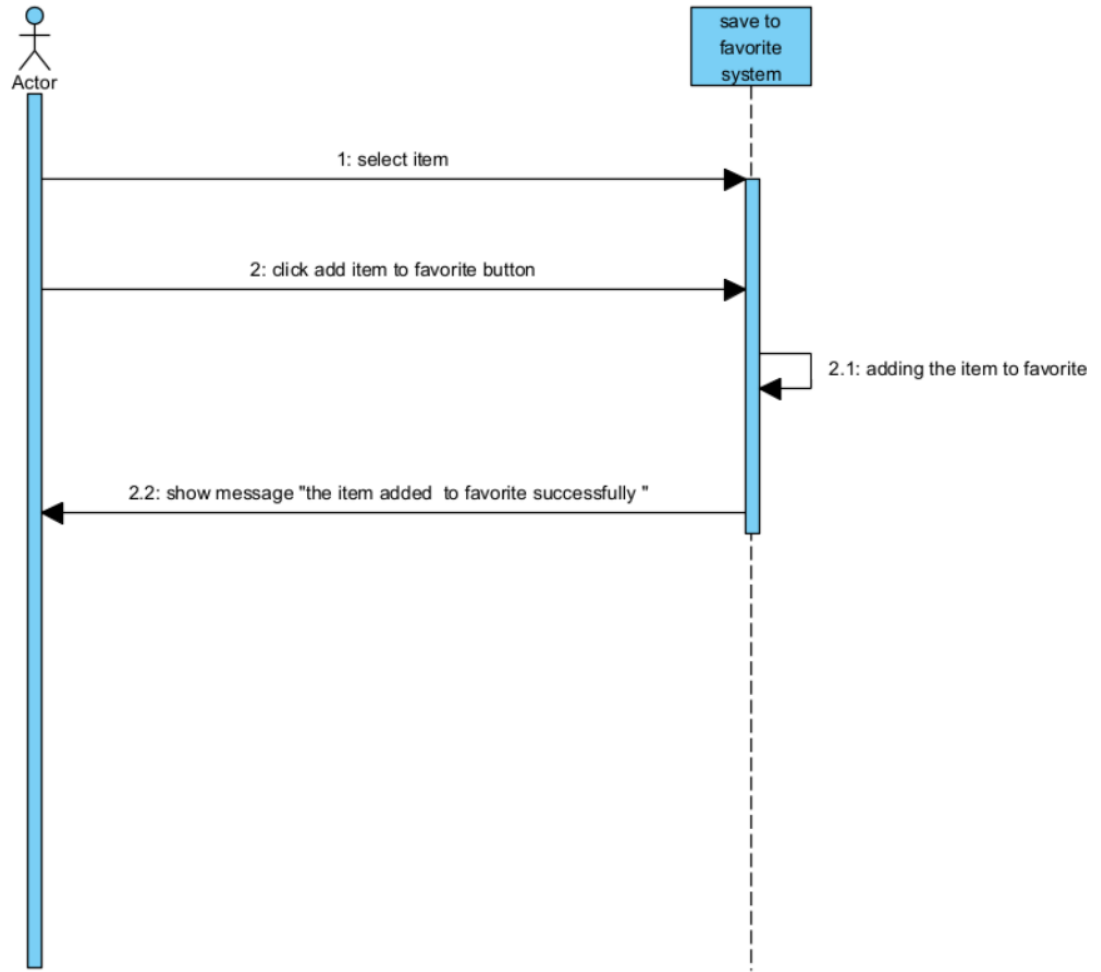 save to
favorite
system
Actor
1: select item
2: click add item to favorite button
2.1: adding the item to favorite
2.2: show message "the item added  to favorite successfully "